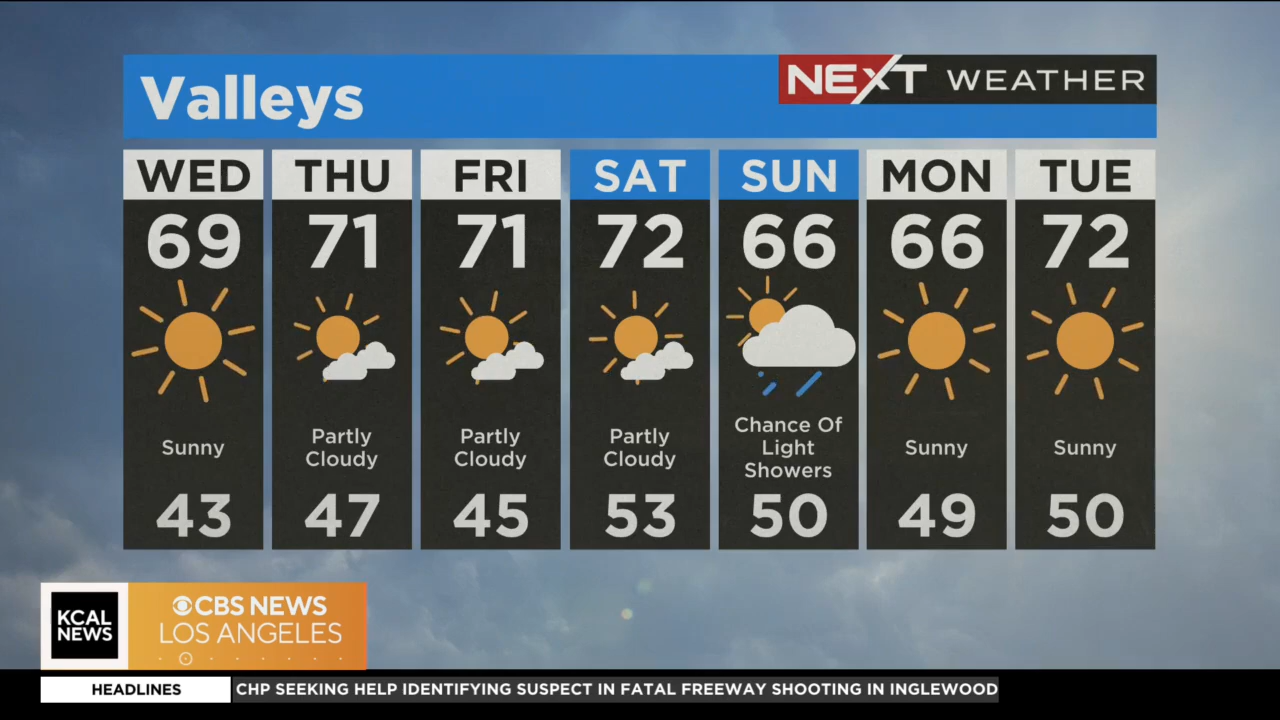 Valleys
NEXT WEATHER
WED THU FRI SAT SUN MON TUE
69 71 71 72 66 66 72
Sunny
Partly
Cloudy
Partly
Cloudy
Partly
Cloudy
Chance Of
Light
Showers
Sunny
Sunny
43 47 45 53 50 49 50
KCAL
NEWS
CBS NEWS
LOS ANGELES
HEADLINES CHP SEEKING HELP IDENTIFYING SUSPECT IN FATAL FREEWAY SHOOTING IN INGLEWOOD